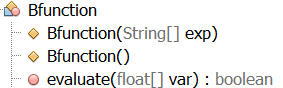 Bfunction
Bfunction(String[] exp)
Bfunction()
evaluate(float[] var) : boolean